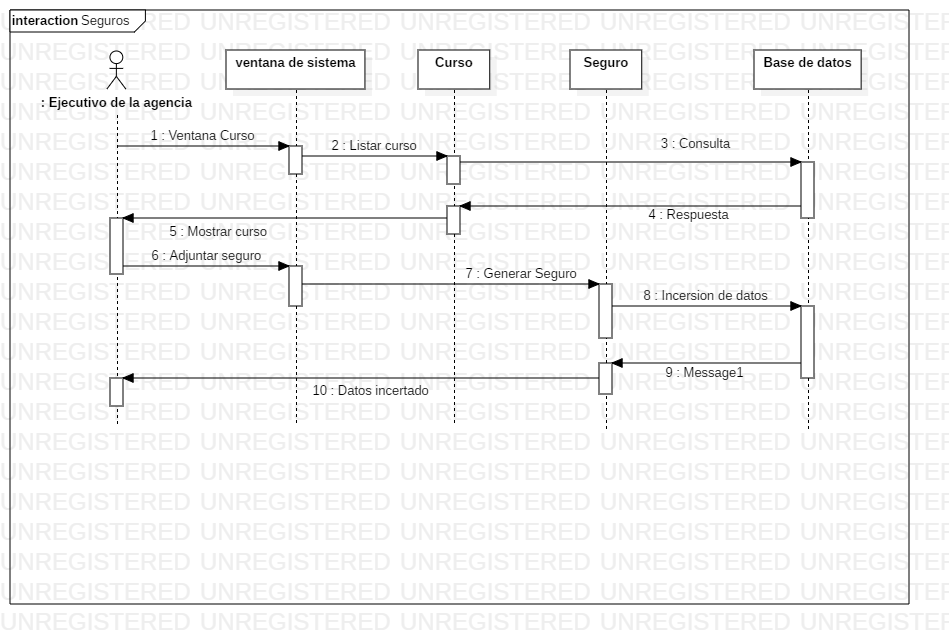 interaction Seguros
: Ejecutivo de la agencia
ventana de sistema
Curso
Seguro
Base de datos
1 : Ventana Curso
2 : Listar curso
3 : Consulta
4 : Respuesta
5 : Mostrar curso
6 : Adjuntar seguro
7 : Generar Seguro
8 : Incersion de datos
9 : Message1
10 : Datos incertado
UNREGISTERED UNREGISTERED UNREGISTERED UNREGISTERED UNREGISTERED